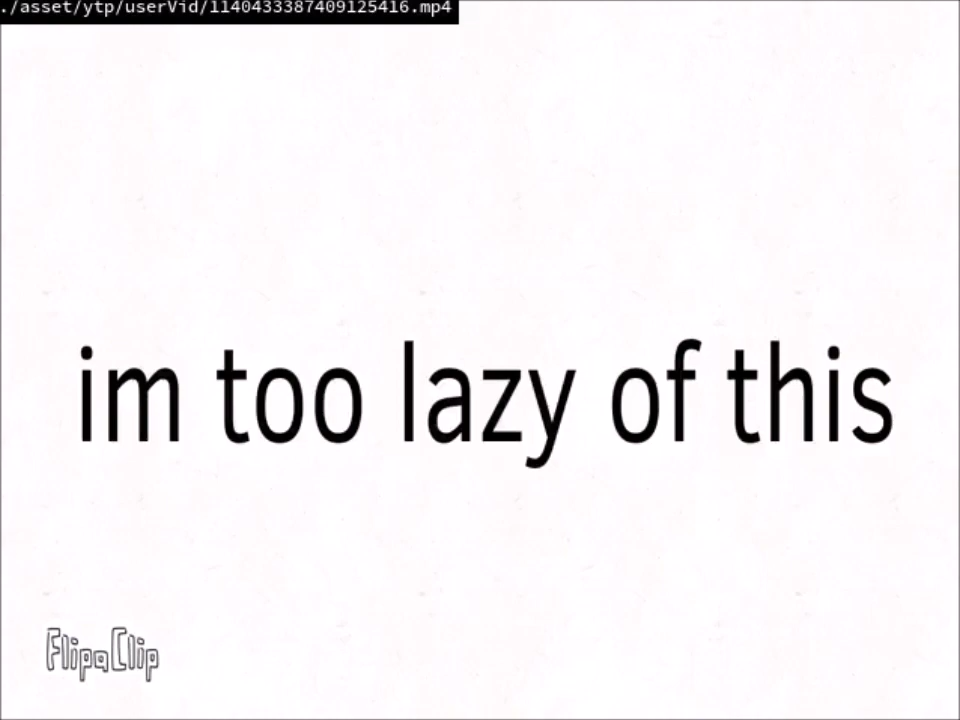 ./asset/ytp/userVid/1140433387409125416.mp4
im too lazy of this
FlipaClip